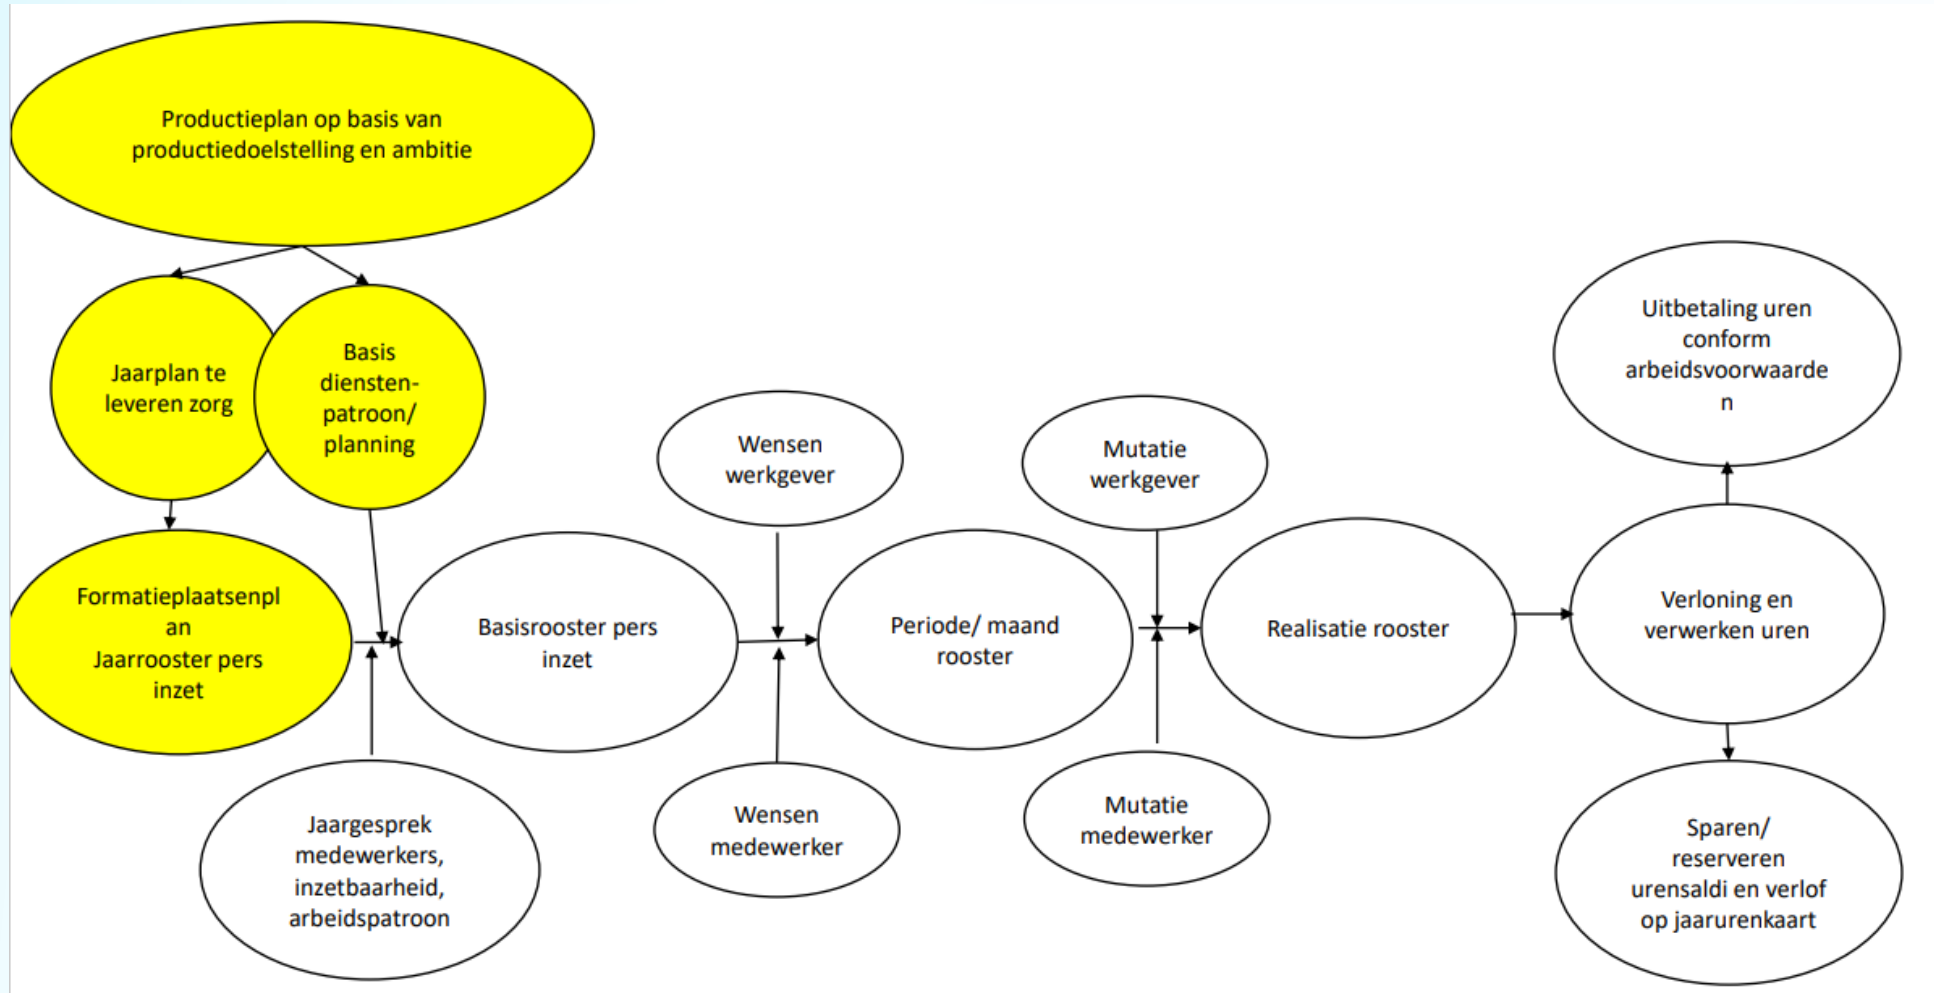 Productieplan op basis van
productiedoelstelling en ambitie
Jaarplan te
leveren zorg
Basis
diensten-
patroon/
planning
Formatieplaatsenpl
an
Jaarrooster pers
inzet
Jaargesprek
medewerkers,
inzetbaarheid,
arbeidspatroon
Basisrooster pers
inzet
Wensen
werkgever
Wensen
medewerker
Periode/ maand
rooster
Mutatie
werkgever
Mutatie
medewerker
Realisatie rooster
Verloning en
verwerken uren
Uitbetaling uren
conform
arbeidsvoorwaarde
n
Sparen/
reserveren
urensaldi en verlof
op jaarurenkaart